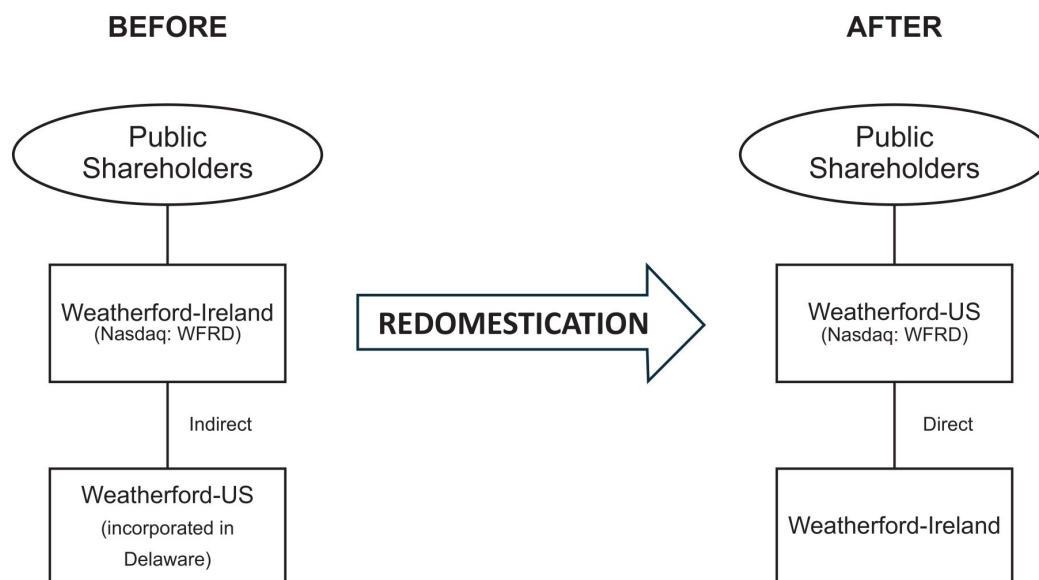 BEFORE
AFTER
Public
Shareholders
Public
Shareholders
Weatherford-Ireland
(Nasdaq: WFRD)
REDOMESTICATION
Weatherford-US
(Nasdaq: WFRD)
Indirect
Direct
Weatherford-US
(incorporated in
Delaware)
Weatherford-Ireland